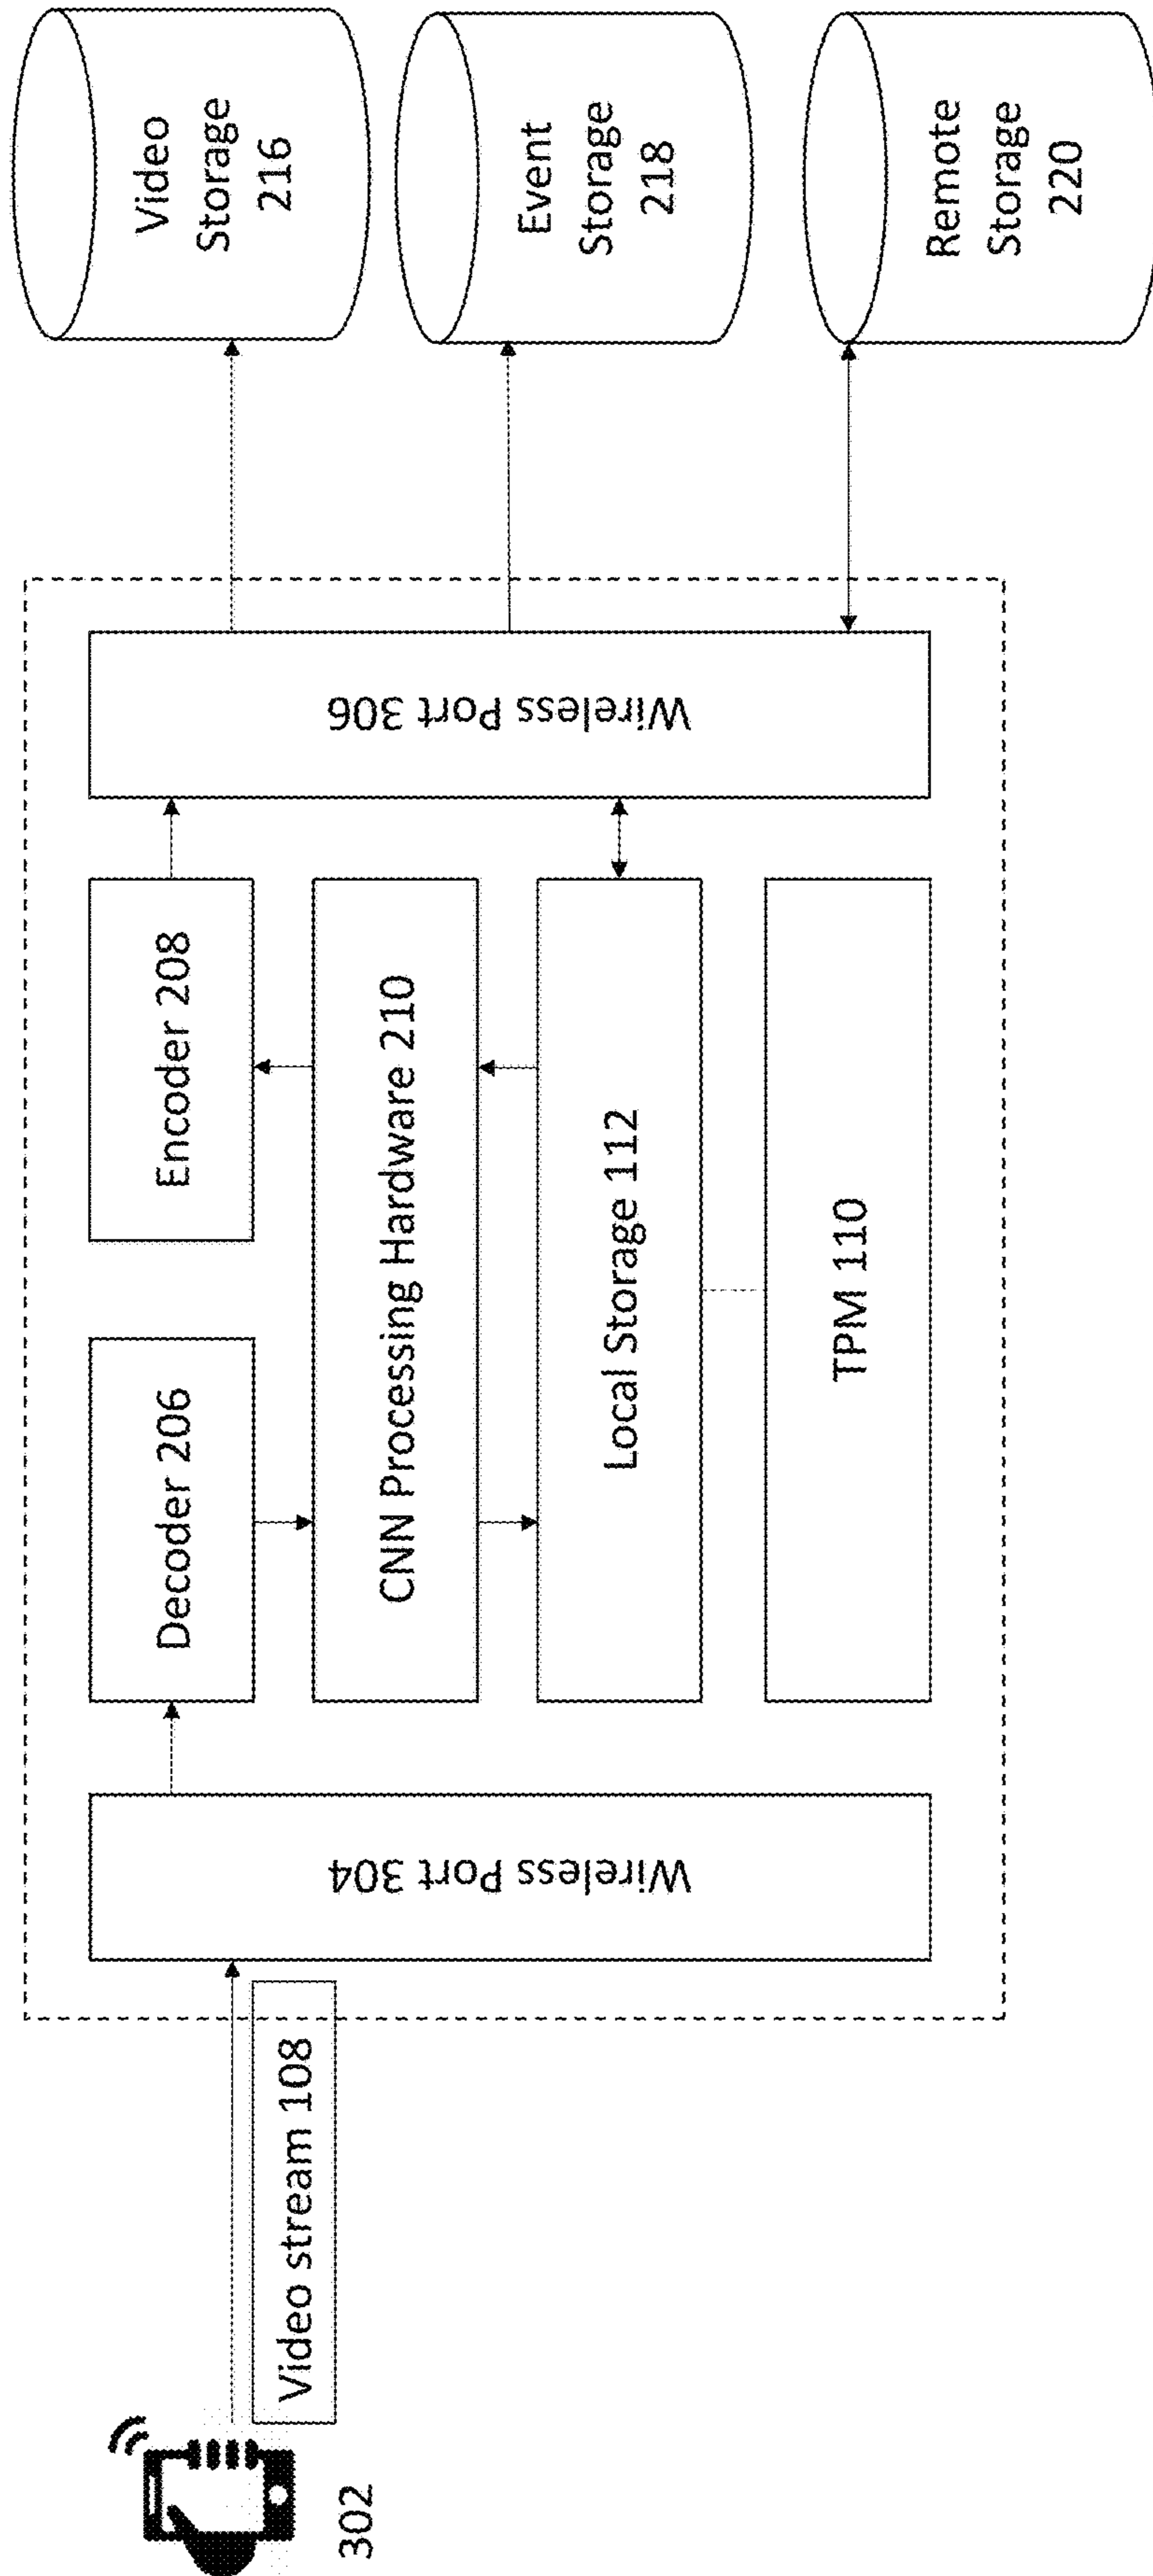 302
Video stream 108
Wireless Port 304
Decoder 206
Encoder 208
CNN Processing Hardware 210
Local Storage 112
TPM 110
Wireless Port 306
Video
Storage
216
Event
Storage
218
Remote
Storage
220